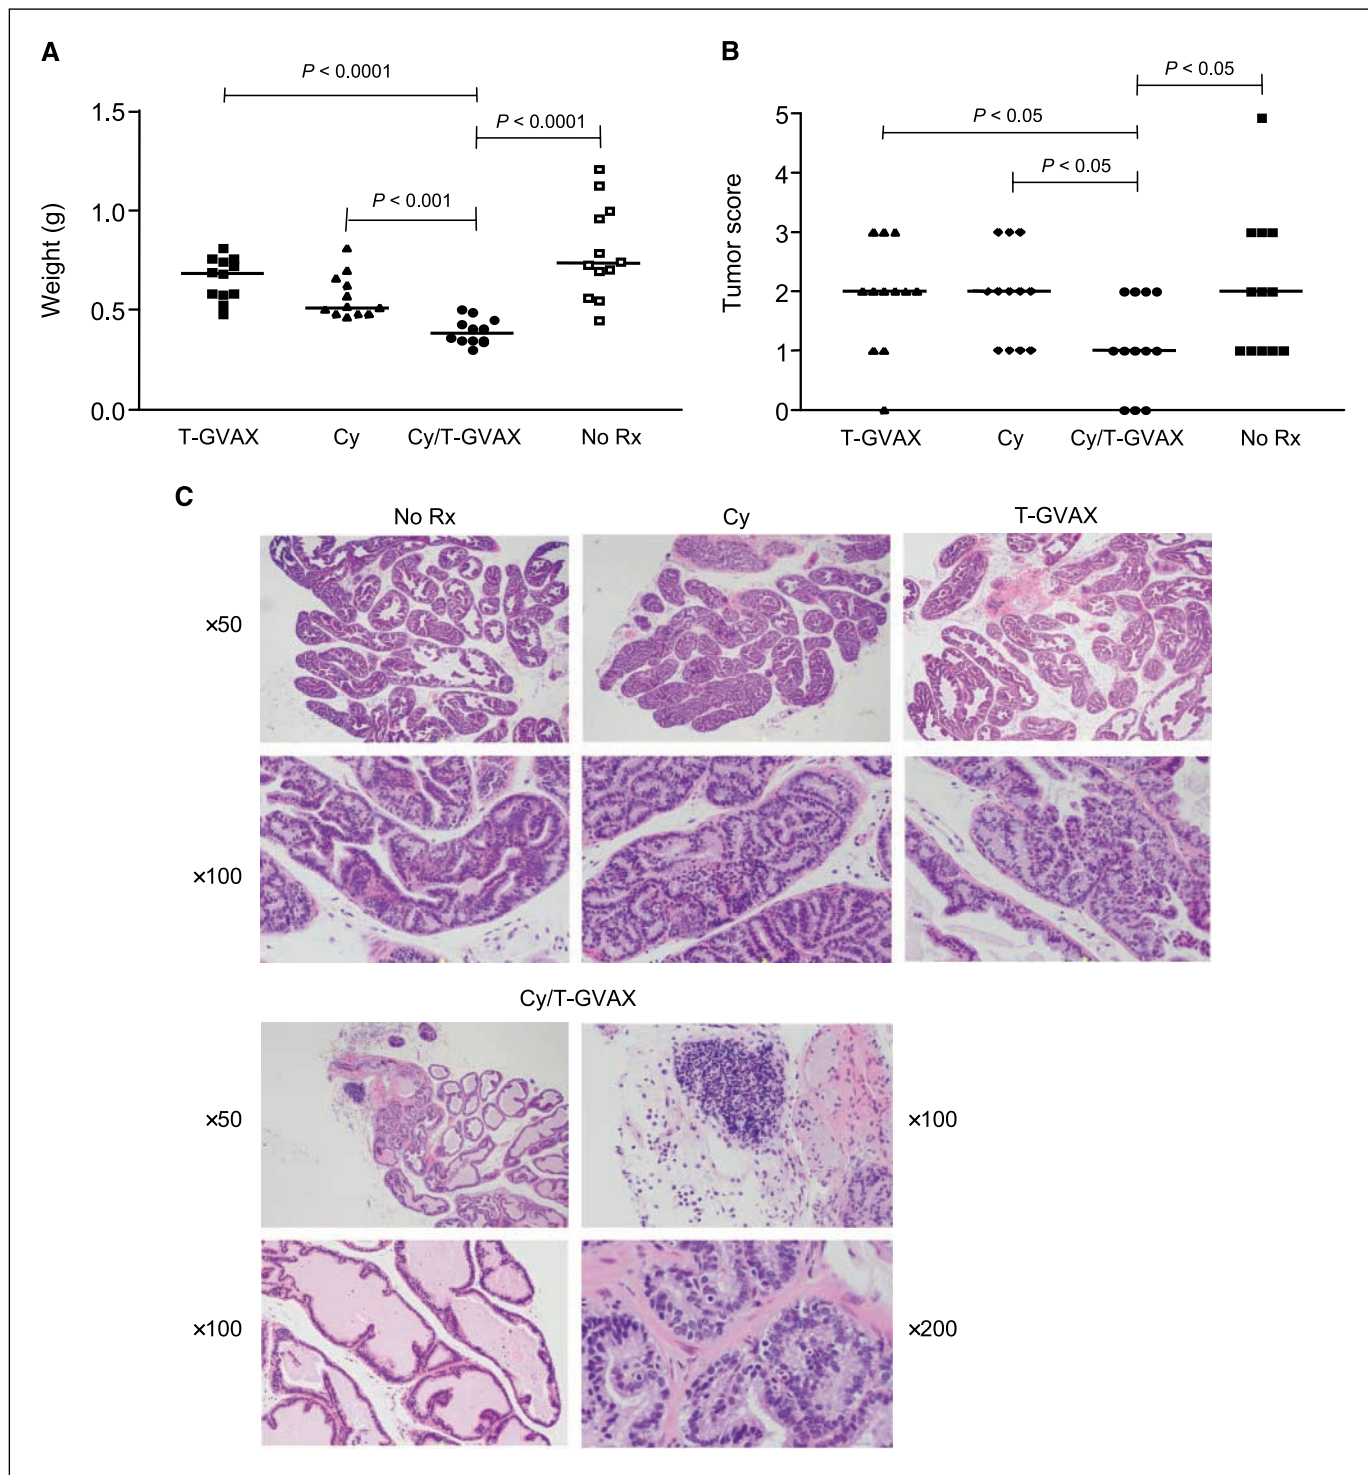 A
B
P < 0.0001
P < 0.0001
P < 0.001
1.5
1.0
0.5
0.0
Weight (g)
T-GVAX Cy Cy/T-GVAX No Rx
P < 0.05
P < 0.05
P < 0.05
5
4
3
2
1
0
Tumor score
T-GVAX Cy Cy/T-GVAX No Rx
C
No Rx Cy T-GVAX
×50
×100
Cy/T-GVAX
×50 ×100
×100 ×200